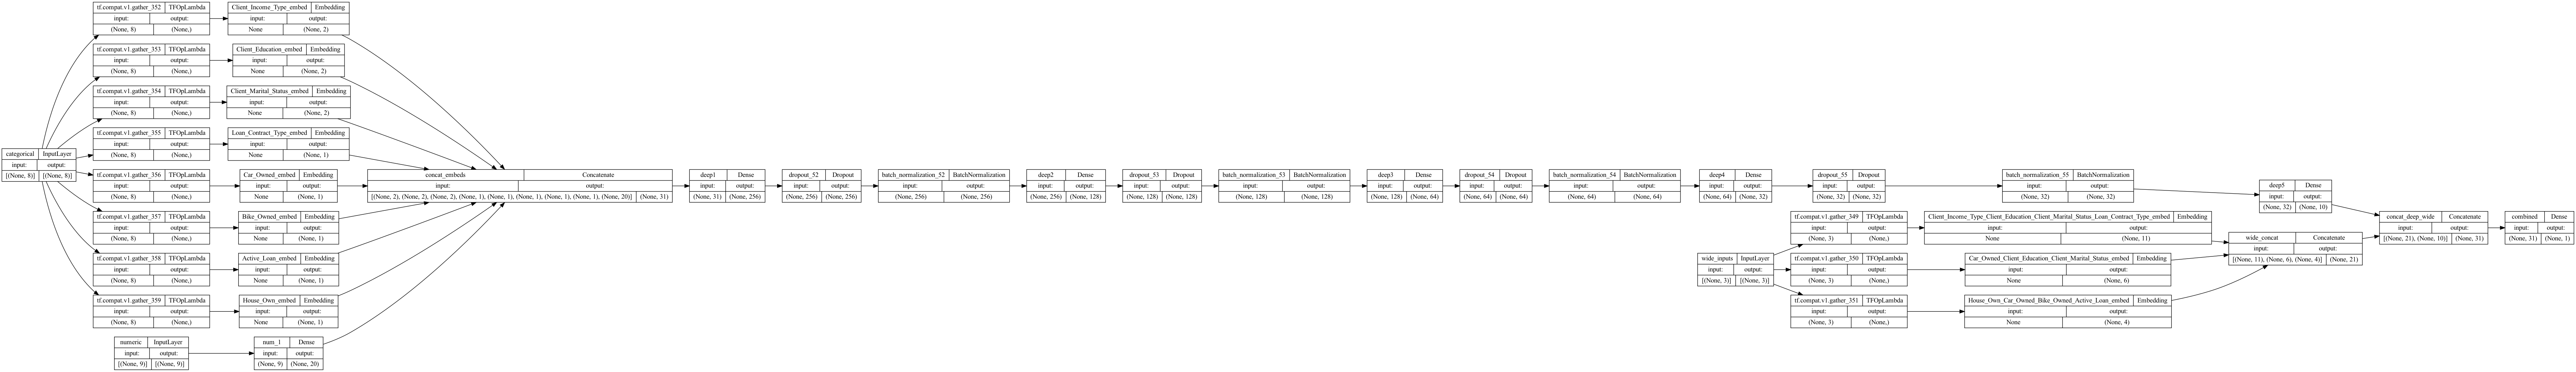 tf.compat.v1.gather_352 TFOpLambda
input: output:
(None, 8) (None,)
Client_Income_Type_embed Embedding
input: output:
None (None, 2)
tf.compat.v1.gather_353 TFOpLambda
input: output:
(None, 8) (None,)
Client_Education_embed Embedding
input: output:
None (None, 2)
tf.compat.v1.gather_354 TFOpLambda
input: output:
(None, 8) (None,)
Client_Marital_Status_embed Embedding
input: output:
None (None, 2)
tf.compat.v1.gather_355 TFOpLambda
input: output:
(None, 8) (None,)
Loan_Contract_Type_embed Embedding
input: output:
None (None, 1)
categorical InputLayer
input: output:
[(None, 8)] [(None, 8)]
tf.compat.v1.gather_356 TFOpLambda
input: output:
(None, 8) (None,)
Car_Owned_embed Embedding
input: output:
None (None, 1)
concat_embeds Concatenate
input: output:
[(None, 2), (None, 2), (None, 2), (None, 1), (None, 1), (None, 1), (None, 1), (None, 1), (None, 20)] (None, 31)
deep1 Dense
input: output:
(None, 31) (None, 256)
dropout_52 Dropout
input: output:
(None, 256) (None, 256)
batch_normalization_52 BatchNormalization
input: output:
(None, 256) (None, 256)
deep2 Dense
input: output:
(None, 256) (None, 128)
dropout_53 Dropout
input: output:
(None, 128) (None, 128)
batch_normalization_53 BatchNormalization
input: output:
(None, 128) (None, 128)
deep3 Dense
input: output:
(None, 128) (None, 64)
dropout_54 Dropout
input: output:
(None, 64) (None, 64)
batch_normalization_54 BatchNormalization
input: output:
(None, 64) (None, 64)
deep4 Dense
input: output:
(None, 64) (None, 32)
dropout_55 Dropout
input: output:
(None, 32) (None, 32)
batch_normalization_55 BatchNormalization
input: output:
(None, 32) (None, 32)
deep5 Dense
input: output:
(None, 32) (None, 10)
tf.compat.v1.gather_357 TFOpLambda
input: output:
(None, 8) (None,)
Bike_Owned_embed Embedding
input: output:
None (None, 1)
tf.compat.v1.gather_349 TFOpLambda
input: output:
(None, 3) (None,)
Client_Income_Type_Client_Education_Client_Marital_Status_Loan_Contract_Type_embed Embedding
input: output:
None (None, 11)
concat_deep_wide Concatenate
input: output:
[(None, 21), (None, 10)] (None, 31)
combined Dense
input: output:
(None, 31) (None, 1)
wide_concat Concatenate
input: output:
[(None, 11), (None, 6), (None, 4)] (None, 21)
tf.compat.v1.gather_358 TFOpLambda
input: output:
(None, 8) (None,)
Active_Loan_embed Embedding
input: output:
None (None, 1)
wide_inputs InputLayer
input: output:
[(None, 3)] [(None, 3)]
tf.compat.v1.gather_350 TFOpLambda
input: output:
(None, 3) (None,)
Car_Owned_Client_Education_Client_Marital_Status_embed Embedding
input: output:
None (None, 6)
tf.compat.v1.gather_359 TFOpLambda
input: output:
(None, 8) (None,)
House_Own_embed Embedding
input: output:
None (None, 1)
tf.compat.v1.gather_351 TFOpLambda
input: output:
(None, 3) (None,)
House_Own_Car_Owned_Bike_Owned_Active_Loan_embed Embedding
input: output:
None (None, 4)
numeric InputLayer
input: output:
[(None, 9)] [(None, 9)]
num_1 Dense
input: output:
(None, 9) (None, 20)